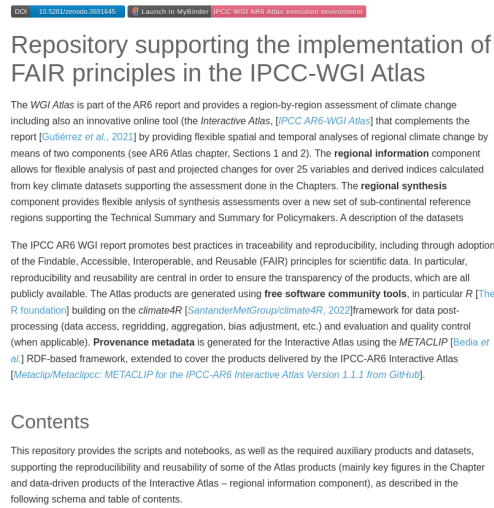 DOI 10.5281/zenodo.3691645 Launch in MyBinder IPCC WGI AR6 Atlas execution environment
Repository supporting the implementation of
FAIR principles in the IPCC-WGI Atlas
The WGI Atlas is part of the AR6 report and provides a region-by-region assessment of climate change
including also an innovative online tool (the Interactive Atlas, [IPCC AR6-WGI Atlas] that complements the
report [Gutiérrez et al., 2021] by providing flexible spatial and temporal analyses of regional climate change by
means of two components (see AR6 Atlas chapter, Sections 1 and 2). The regional information component
allows for flexible analysis of past and projected changes for over 25 variables and derived indices calculated
from key climate datasets supporting the assessment done in the Chapters. The regional synthesis
component provides flexible anlysis of synthesis assessments over a new set of sub-continental reference
regions supporting the Technical Summary and Summary for Policymakers. A description of the datasets
The IPCC AR6 WGI report promotes best practices in traceability and reproducibility, including through adoption
of the Findable, Accessible, Interoperable, and Reusable (FAIR) principles for scientific data. In particular,
reproducibility and reusability are central in order to ensure the transparency of the products, which are all
publicly available. The Atlas products are generated using free software community tools, in particular R [The
R foundation] building on the climate4R [SantanderMetGroup/climate4R, 2022]framework for data post-
processing (data access, regridding, aggregation, bias adjustment, etc.) and evaluation and quality control
(when applicable). Provenance metadata is generated for the Interactive Atlas using the METACLIP [Bedia et
al.] RDF-based framework, extended to cover the products delivered by the IPCC-AR6 Interactive Atlas
[Metaclip/Metaclipcc: METACLIP for the IPCC-AR6 Interactive Atlas Version 1.1.1 from GitHub].
Contents
This repository provides the scripts and notebooks, as well as the required auxiliary products and datasets,
supporting the reproducilibility and reusability of some of the Atlas products (mainly key figures in the Chapter
and data-driven products of the Interactive Atlas – regional information component), as described in the
following schema and table of contents.